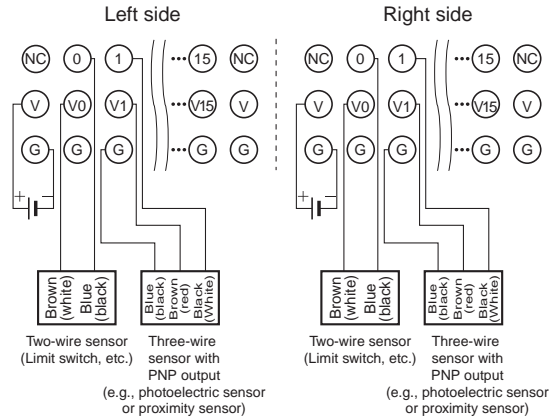 Left side Right side
NC 0 1 ··· 15 NC NC 0 1 ··· 15 NC
V V0 V1 ··· V15 V V V0 V1 ··· V15 V
G G G ··· G G G G G ··· G G
+ − + −
Brown (white) Blue (black) Blue (black) Brown (red) Black (White) Brown (white) Blue (black) Blue (black) Brown (red) Black (White)
Two-wire sensor Three-wire Two-wire sensor Three-wire
(Limit switch, etc.) sensor with (Limit switch, etc.) sensor with
PNP output PNP output
(e.g., photoelectric sensor (e.g., photoelectric sensor
or proximity sensor) or proximity sensor)